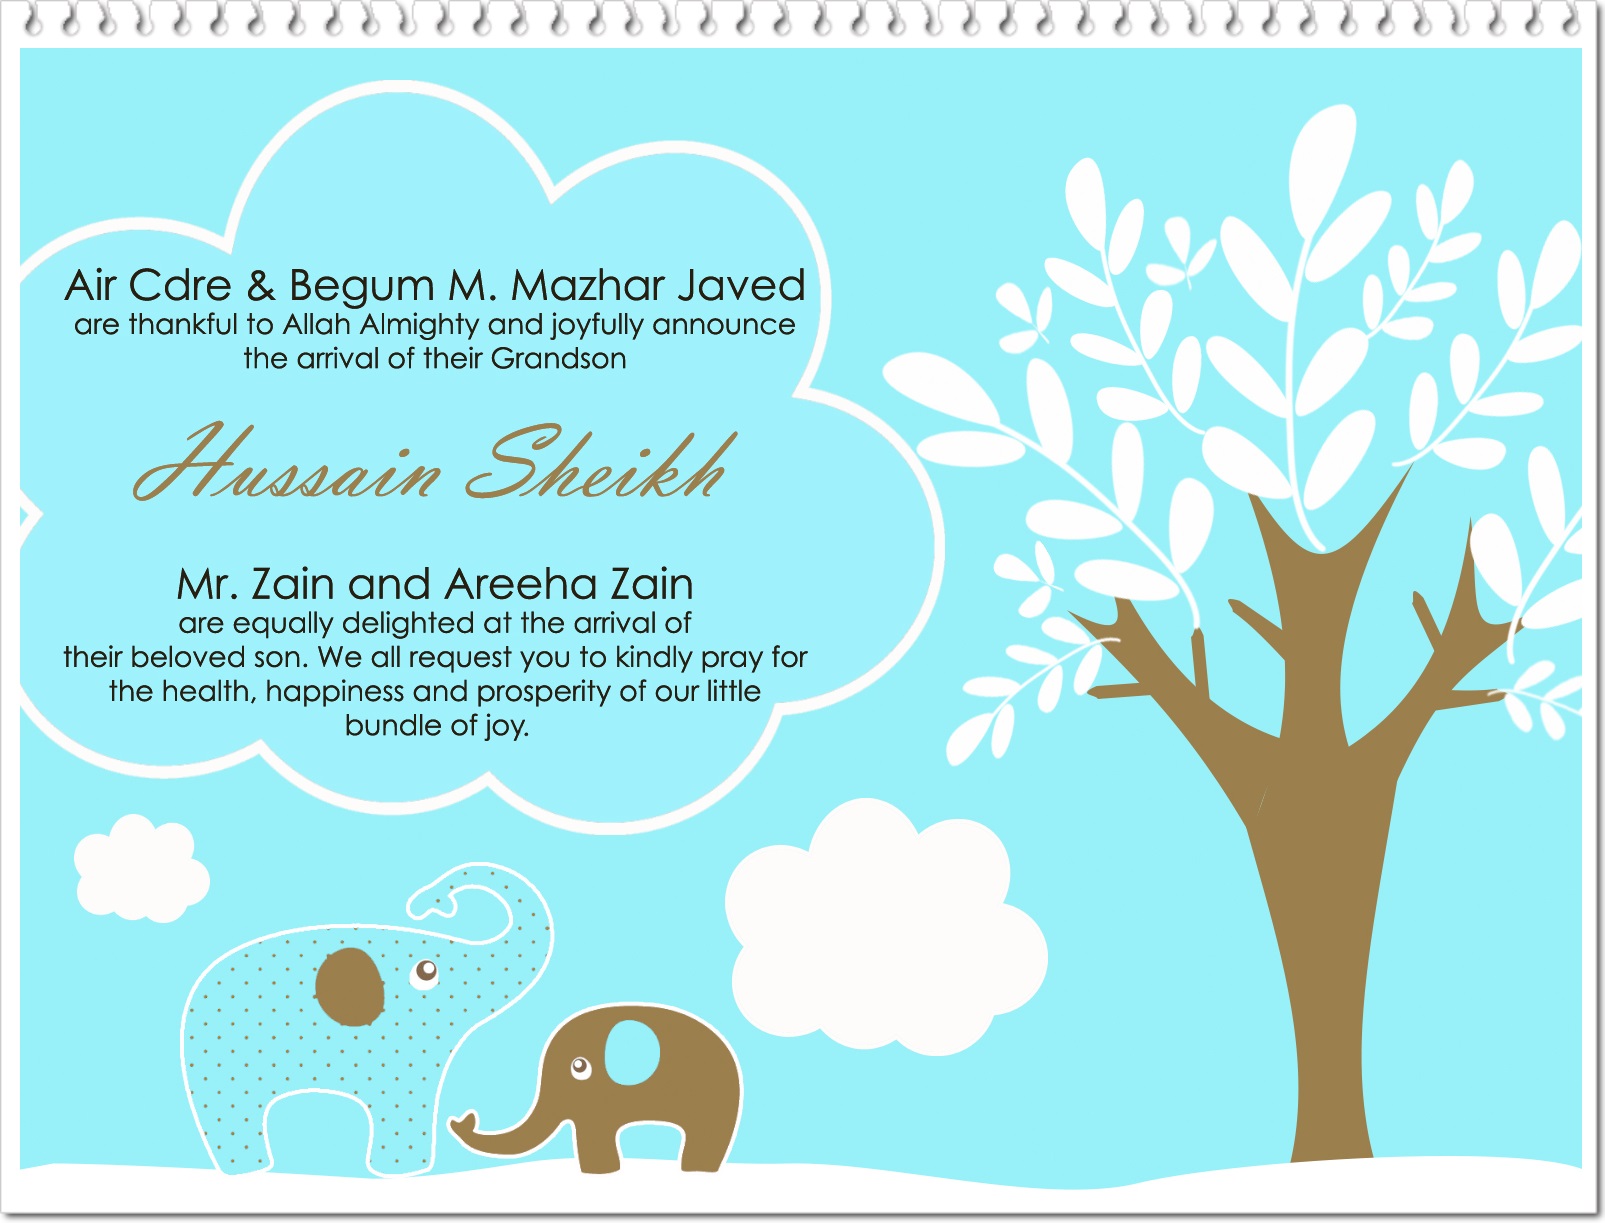 Air Cdre & Begum M. Mazhar Javed
are thankful to Allah Almighty and joyfully announce
the arrival of their Grandson
Hussain Sheikh
Mr. Zain and Areeha Zain
are equally delighted at the arrival of
their beloved son. We all request you to kindly pray for
the health, happiness and prosperity of our little
bundle of joy.